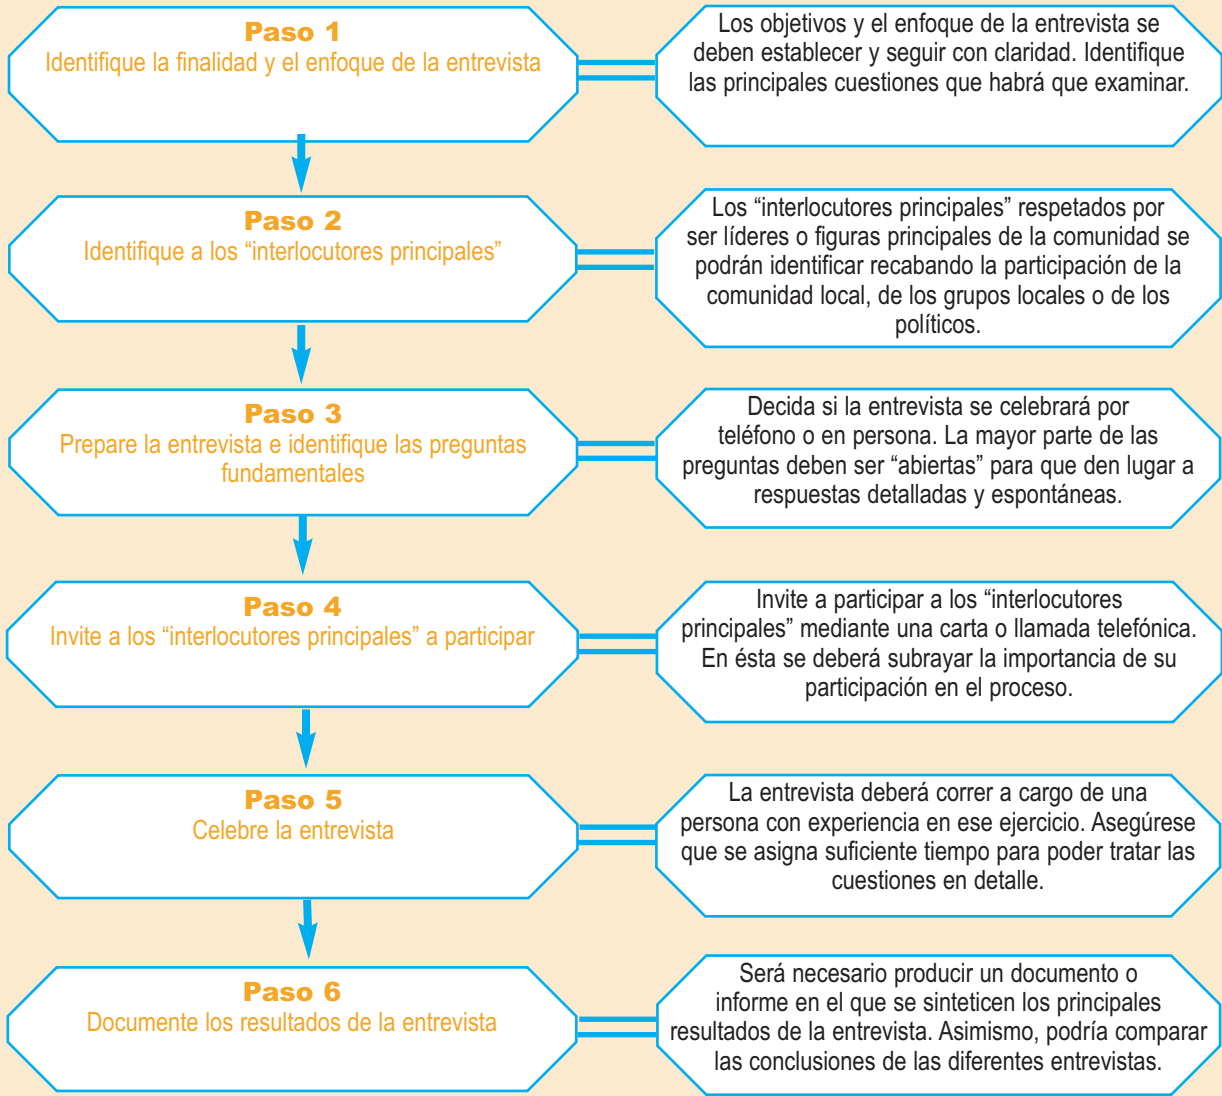 Paso 1
Identifique la finalidad y el enfoque de la entrevista
Los objetivos y el enfoque de la entrevista se
deben establecer y seguir con claridad. Identifique
las principales cuestiones que habrá que examinar.
Paso 2
Identifique a los “interlocutores principales”
Los “interlocutores principales” respetados por
ser líderes o figuras principales de la comunidad se
podrán identificar recabando la participación de la
comunidad local, de los grupos locales o de los
políticos.
Paso 3
Prepare la entrevista e identifique las preguntas
fundamentales
Decida si la entrevista se celebrará por
teléfono o en persona. La mayor parte de las
preguntas deben ser “abiertas” para que den lugar a
respuestas detalladas y espontáneas.
Paso 4
Invite a los “interlocutores principales” a participar
Invite a participar a los “interlocutores
principales” mediante una carta o llamada telefónica.
En ésta se deberá subrayar la importancia de su
participación en el proceso.
Paso 5
Celebre la entrevista
La entrevista deberá correr a cargo de una
persona con experiencia en ese ejercicio. Asegúrese
que se asigna suficiente tiempo para poder tratar las
cuestiones en detalle.
Paso 6
Documente los resultados de la entrevista
Será necesario producir un documento o
informe en el que se sinteticen los principales
resultados de la entrevista. Asimismo, podría comparar
las conclusiones de las diferentes entrevistas.